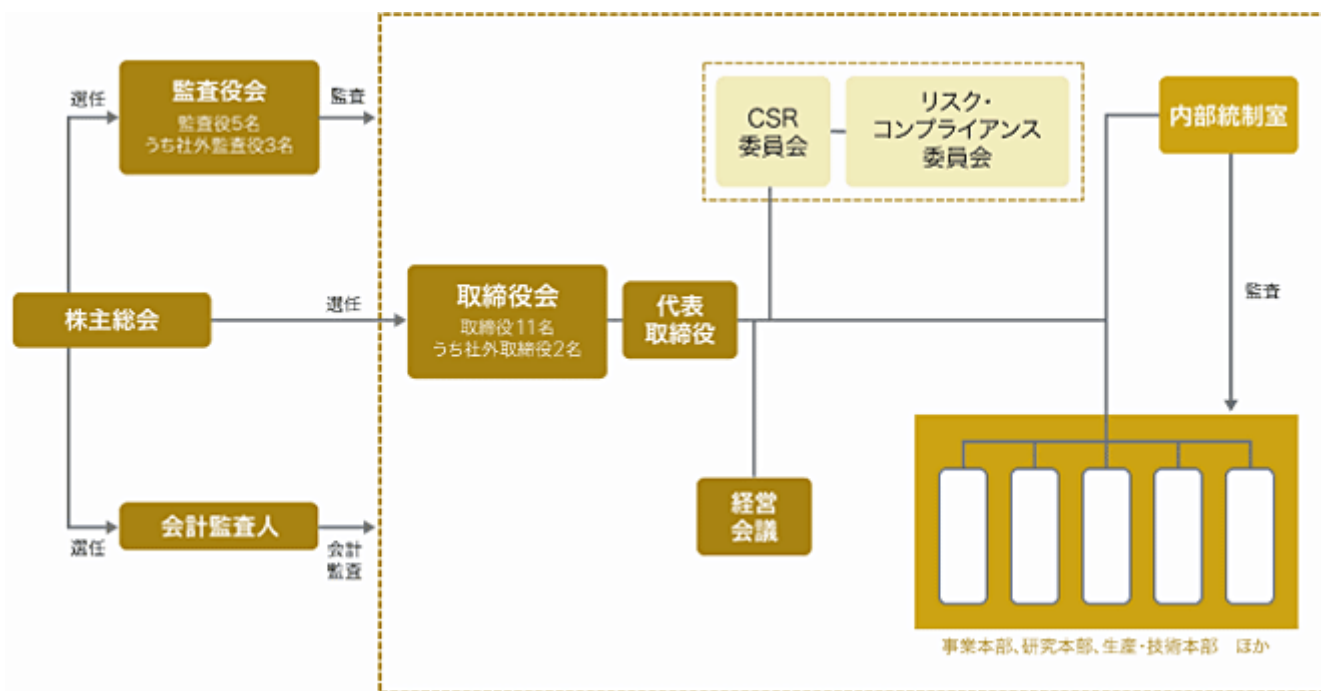 選任
監査役会
監査役5名
うち社外監査役3名
監査
CSR
委員会
リスク・
コンプライアンス
委員会
内部統制室
株主総会
選任
取締役会
取締役11名
うち社外取締役2名
代表
取締役
監査
経営
会議
選任
会計監査人
会計
監査
事業本部、研究本部、生産・技術本部 ほか